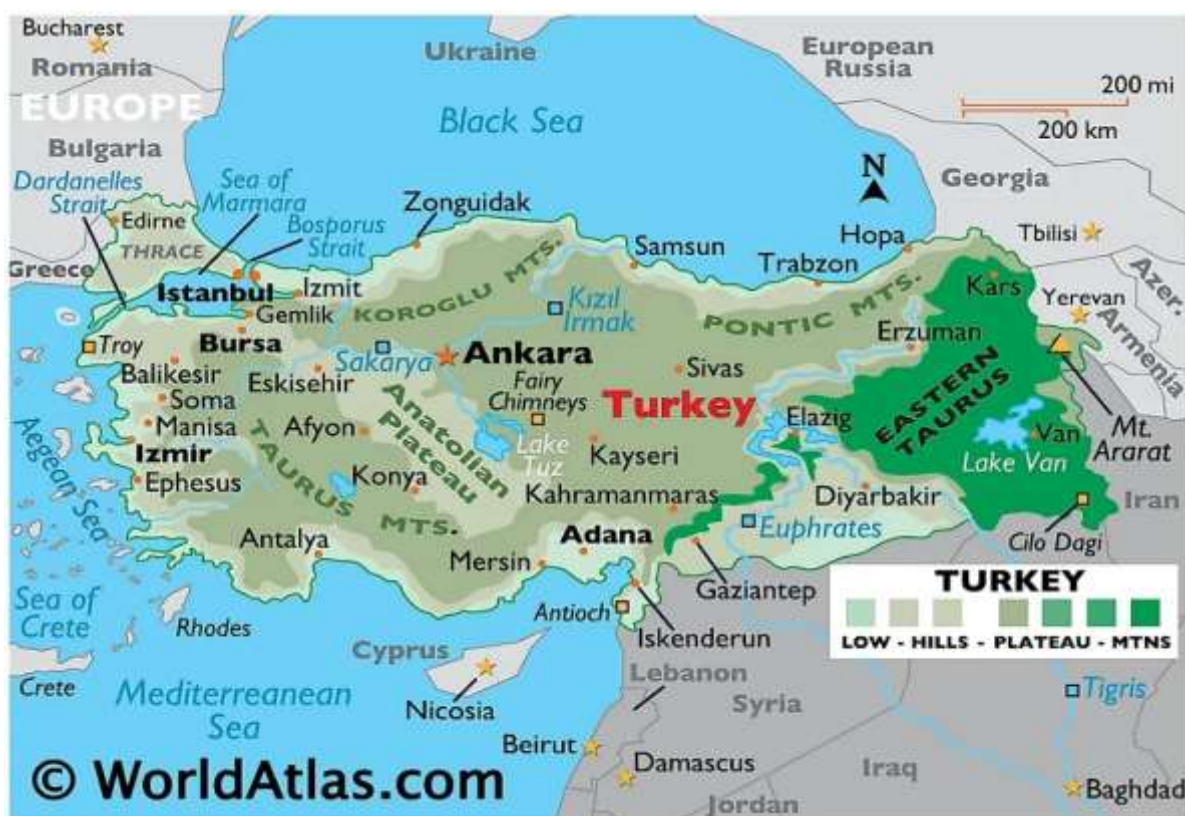 Bucharest
Romania
EUROPE
Bulgaria
Ukraine
European
Russia
200 mi
200 km
Black Sea
N
Georgia
Dardanelles
Strait
Sea of
Marmara
Bosporus
Strait
Edirne
THRACE
Greece
Zonguidak
Samsun
Hopa
Trabzon
Tbilisi
Azer.
Armenia
Yerevan
Kars
Istanbul
Izmit
Gemlik
KOROGLU MTS.
Kızıl
Irmak
PONTIC MTS.
Erzuman
Troy
Bursa
Sakarya
Ankara
Sivas
Balikesir
Eskisehir
Fairy
Chimneys
Turkey
Elazig
EASTERN
TAURUS
Mt.
Ararat
Soma
Manisa
Afyon
Anatolian
Plateau
Lake
Tuz
Kayseri
Van
Lake Van
Aegean Sea
Izmir
Ephesus
TAURUS MTS.
Konya
Kahramanmaras
Diyarbakir
Iran
Antalya
Mersin
Adana
Euphrates
Cilo Dagi
Gaziantep
Antioch
Iskenderun
TURKEY
LOW - HILLS - PLATEAU - MTNS
Sea of
Crete
Rhodes
Crete
Cyprus
Nicosia
Mediterranean
Sea
Lebanon
Syria
Tigris
Beirut
Damascus
Iraq
Jordan
Baghdad
© WorldAtlas.com